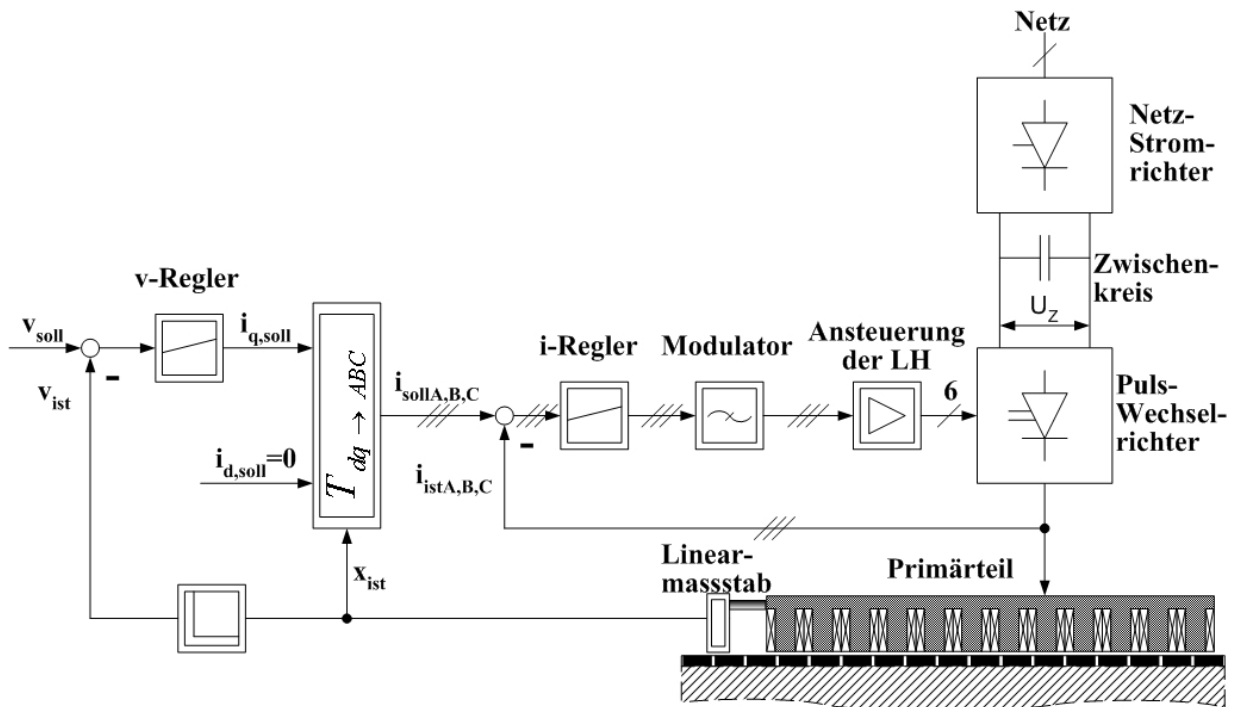 Netz
Netz-
Strom-
richter
Zwischen-
kreis
U_Z
v-Regler
v_soll
i_q,soll
-
v_ist
i_d,soll=0
T_dq → ABC
i_sollA,B,C
i-Regler
Modulator
Ansteuerung
der LH
6
Puls-
Wechsel-
richter
-
i_istA,B,C
x_ist
Linear-
massstab
Primärteil